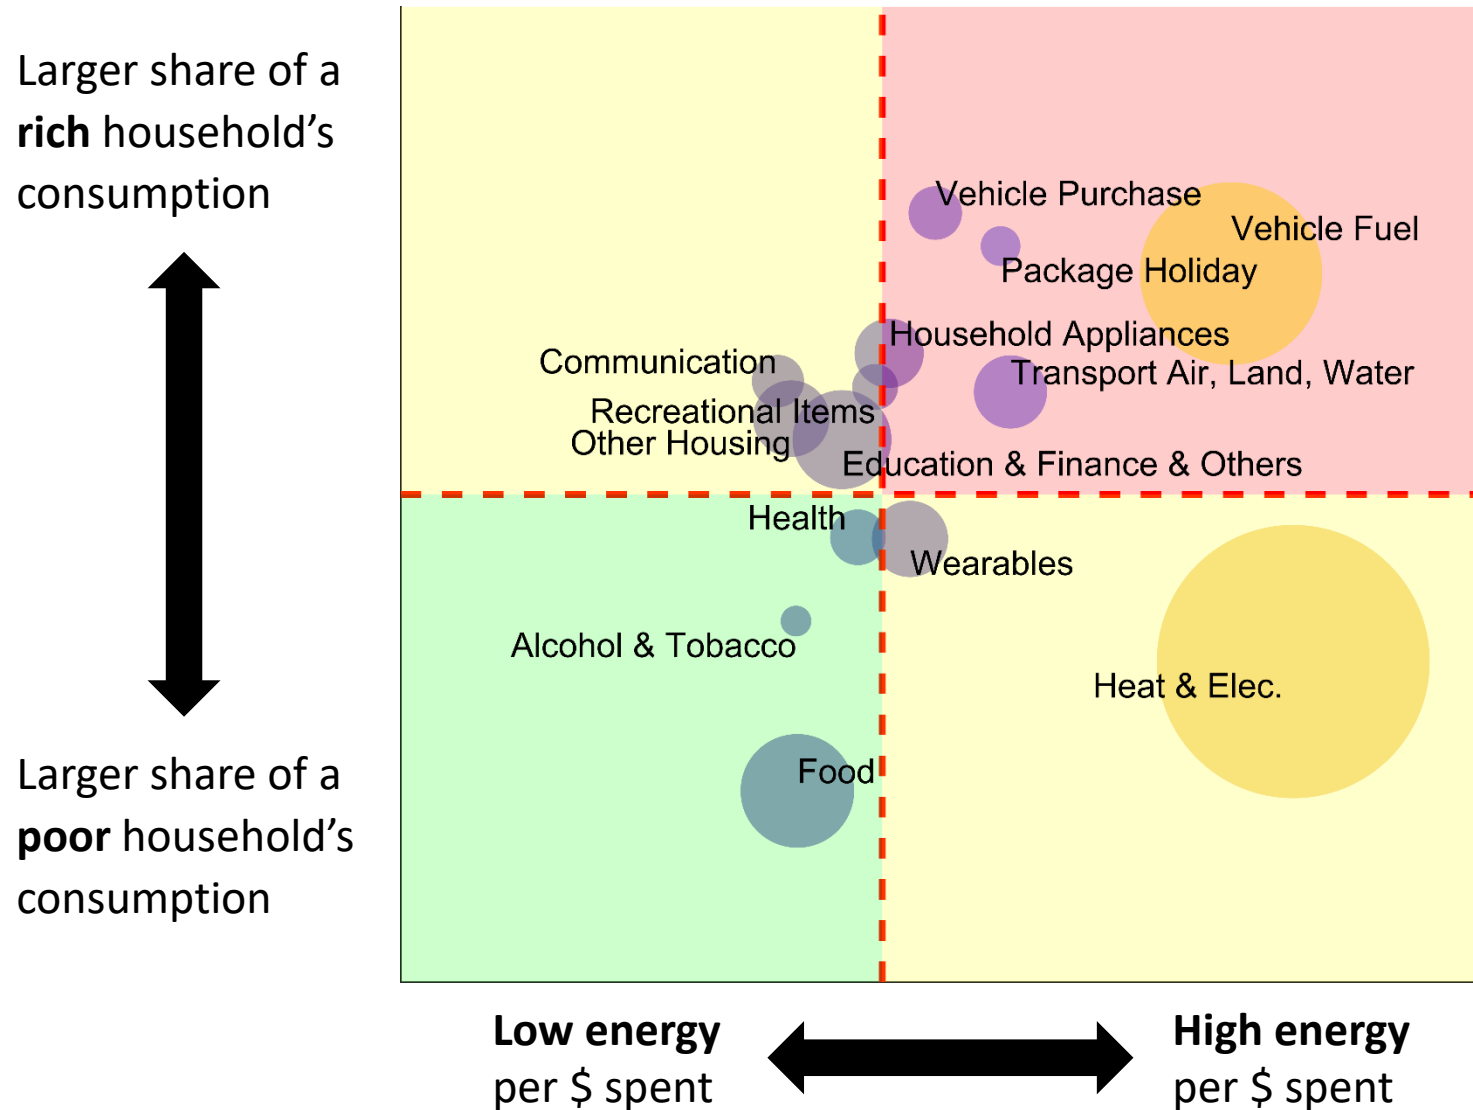 Larger share of a
rich household's
consumption
Larger share of a
poor household's
consumption
Vehicle Purchase
Vehicle Fuel
Package Holiday
Household Appliances
Communication
Transport Air, Land, Water
Recreational Items
Other Housing
Education & Finance & Others
Health
Wearables
Alcohol & Tobacco
Heat & Elec.
Food
Low energy
per $ spent
High energy
per $ spent